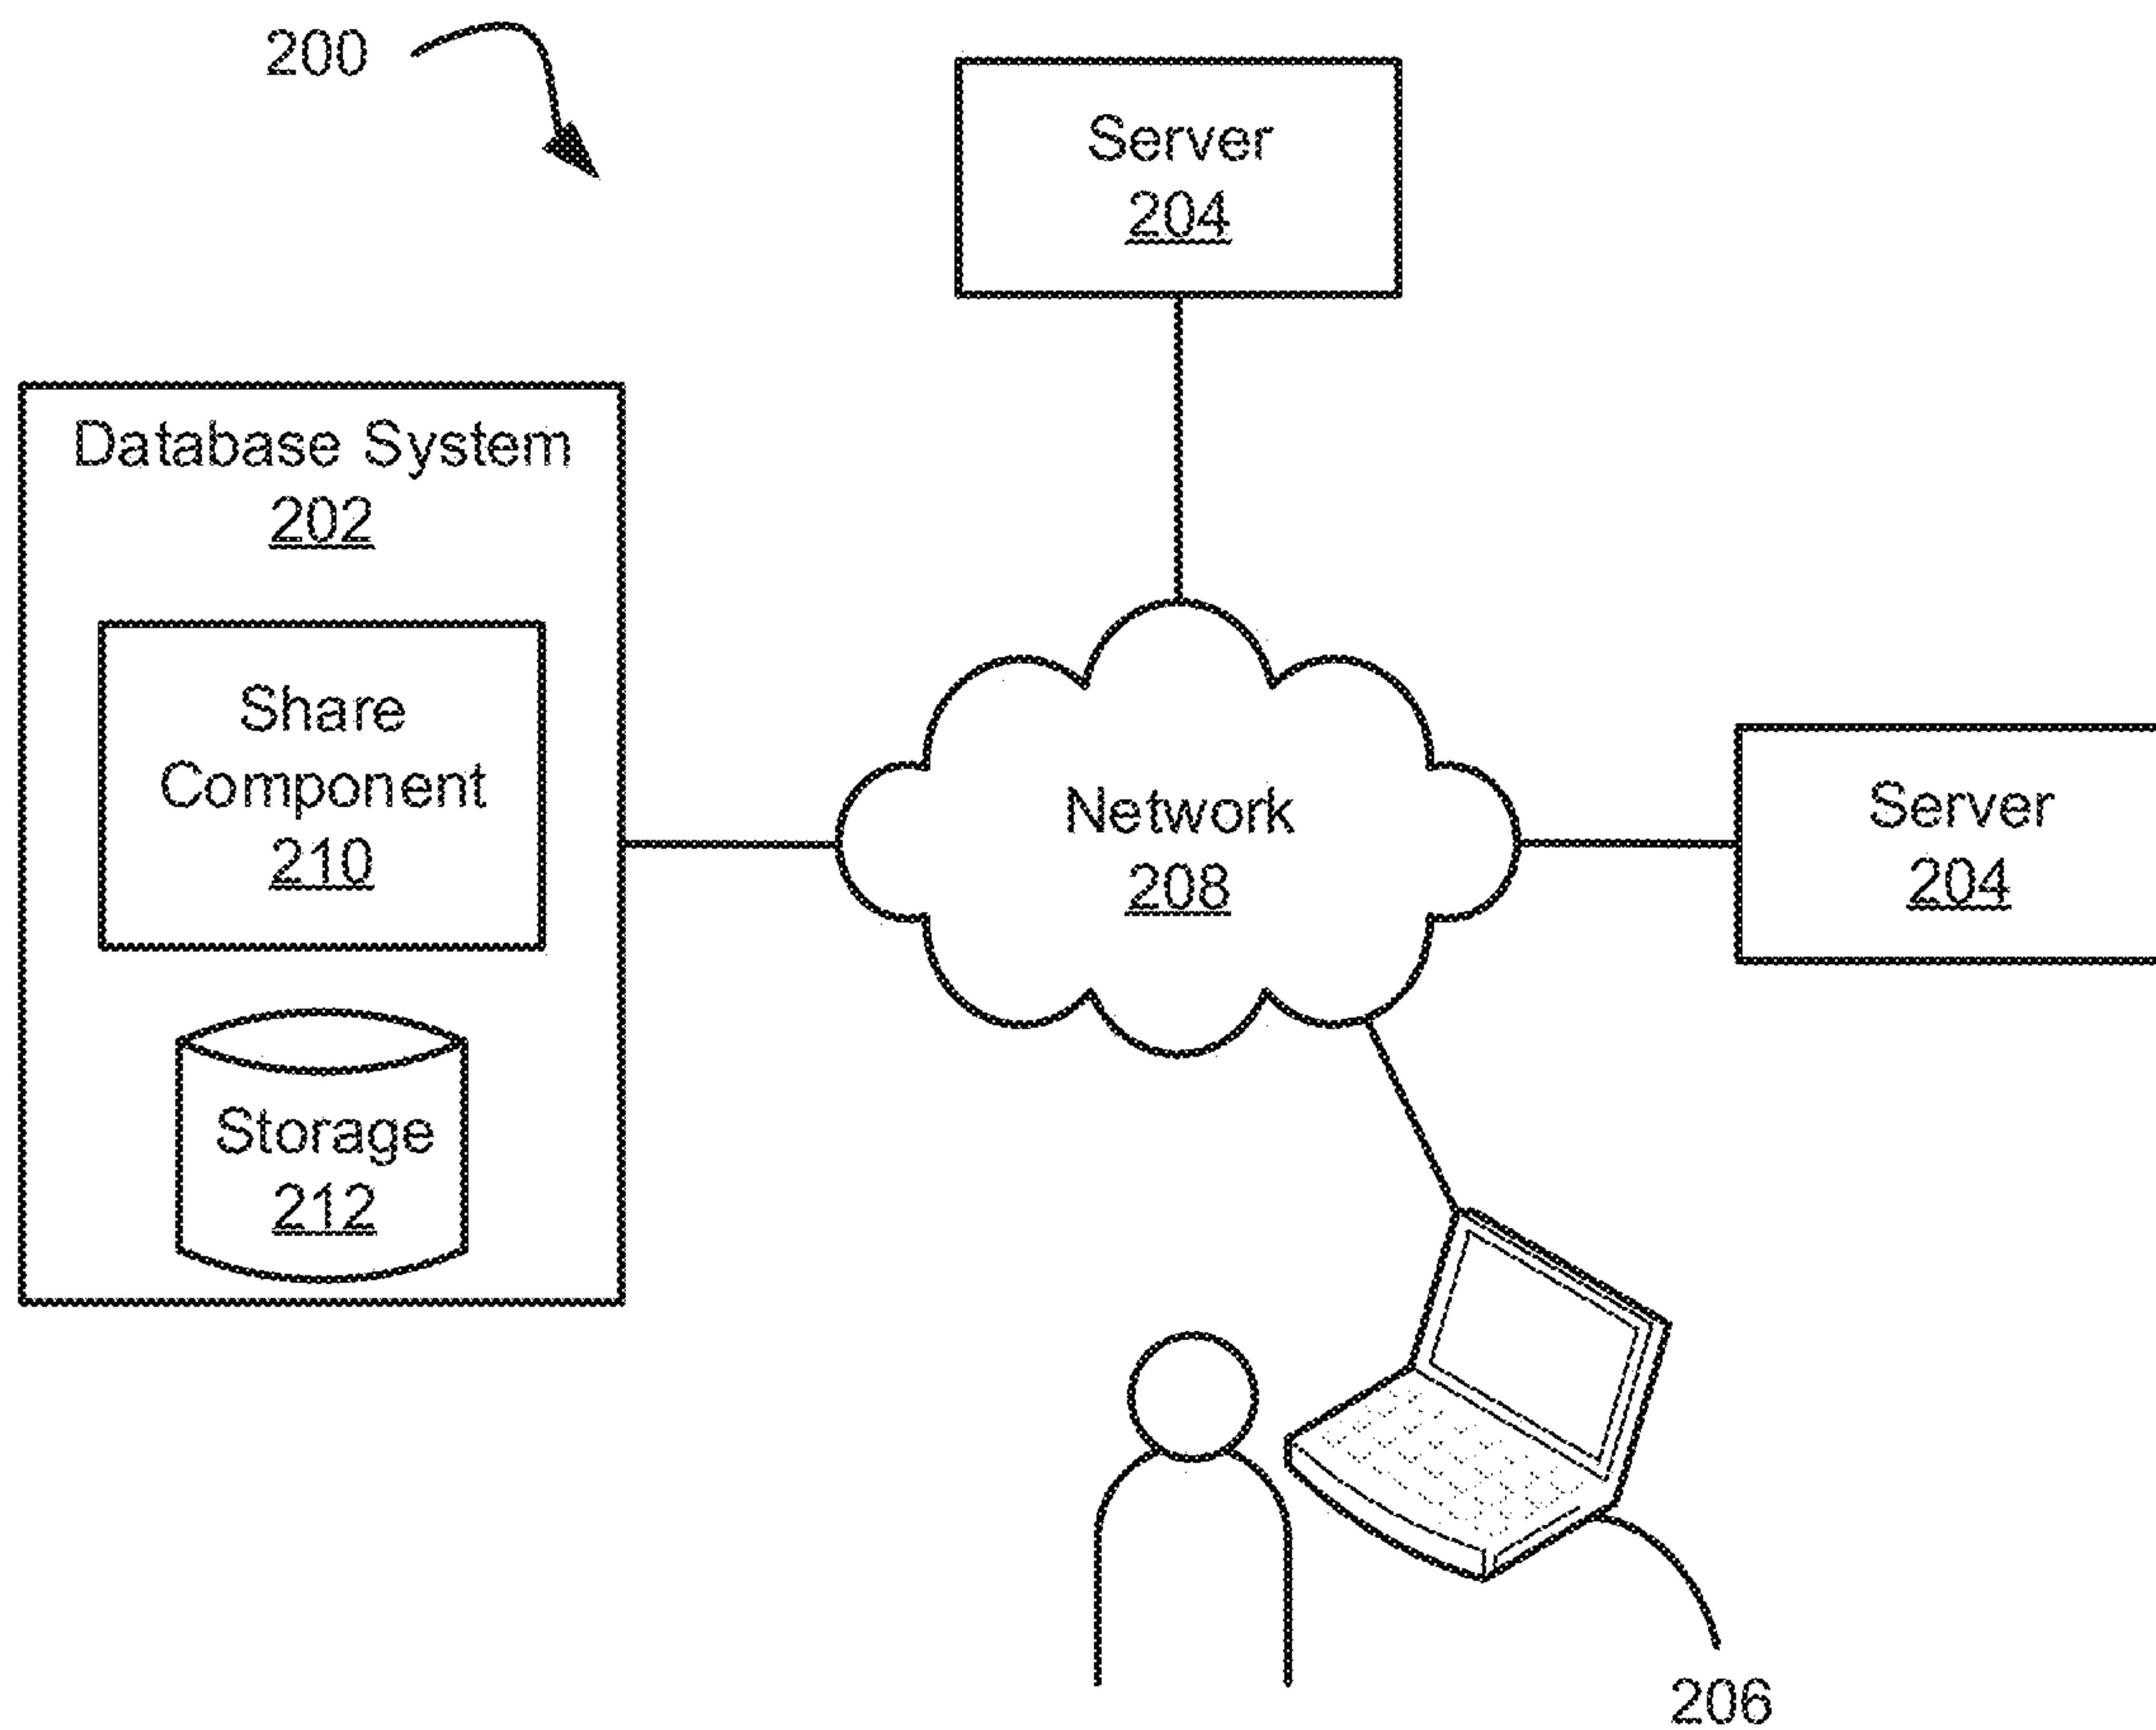 200
Server
204
Database System
202
Share
Component
210
Storage
212
Network
208
Server
204
206